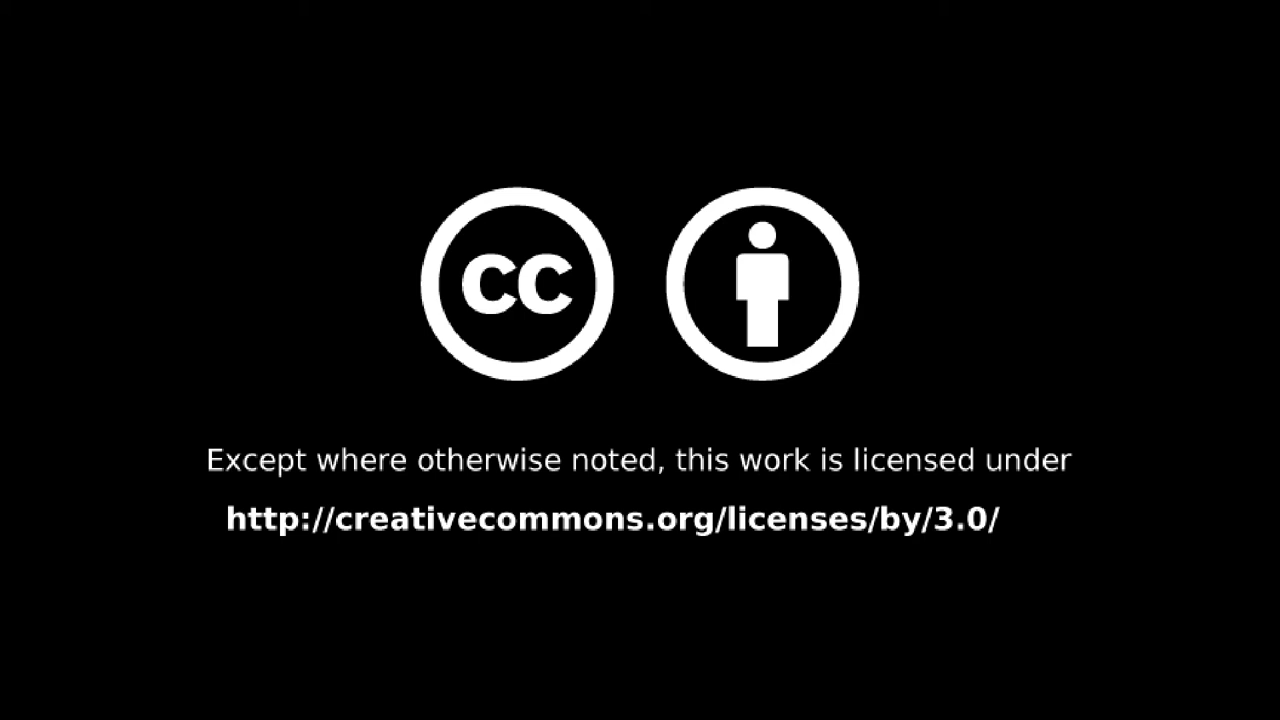 cc
Except where otherwise noted, this work is licensed under
http://creativecommons.org/licenses/by/3.0/